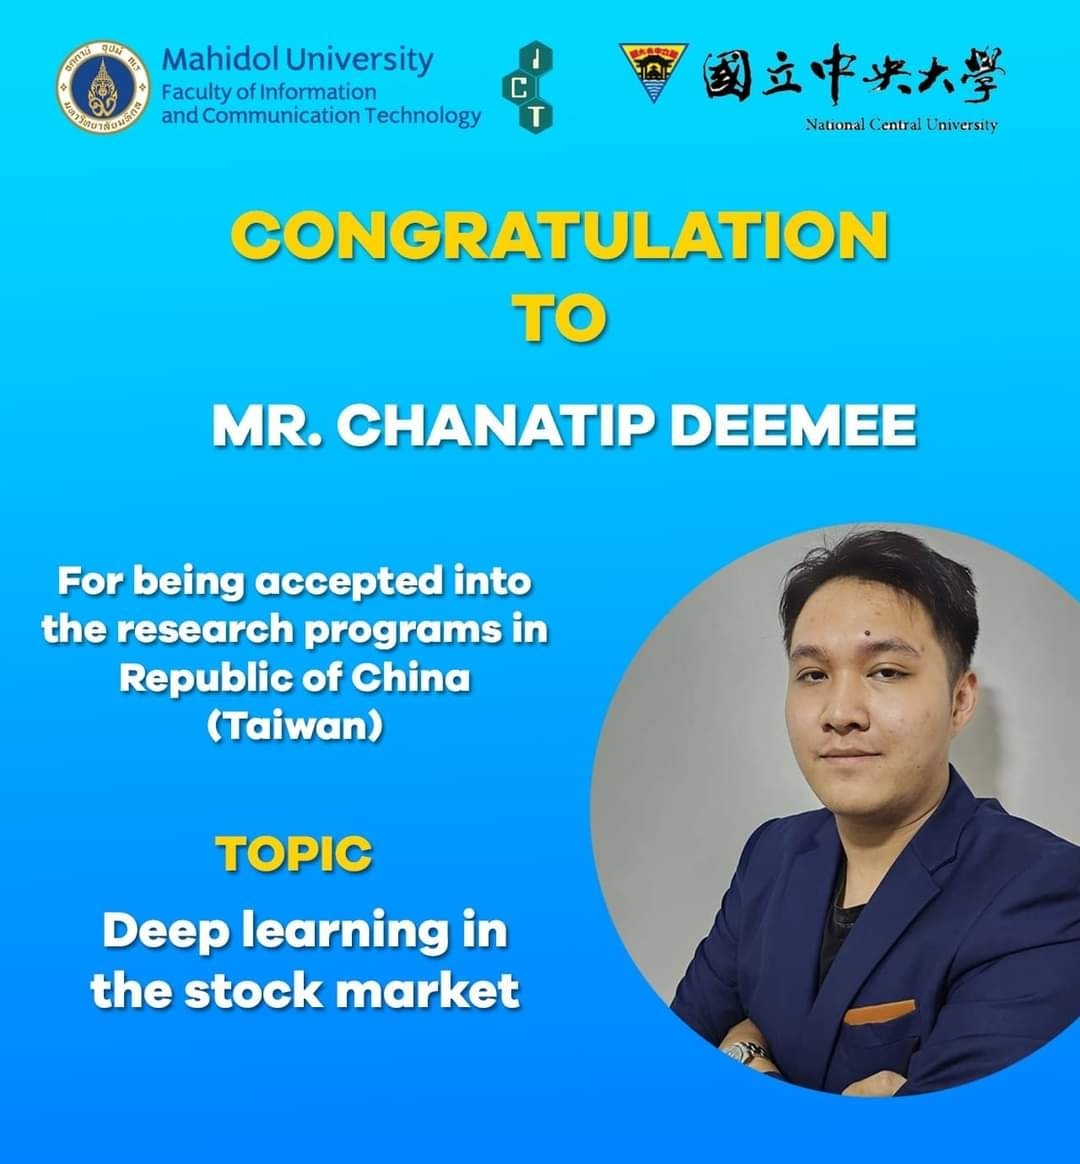 Mahidol University
Faculty of Information
and Communication Technology
I
C
T
國立中央大學
National Central University
CONGRATULATION
TO
MR. CHANATIP DEEMEE
For being accepted into
the research programs in
Republic of China
(Taiwan)
TOPIC
Deep learning in
the stock market